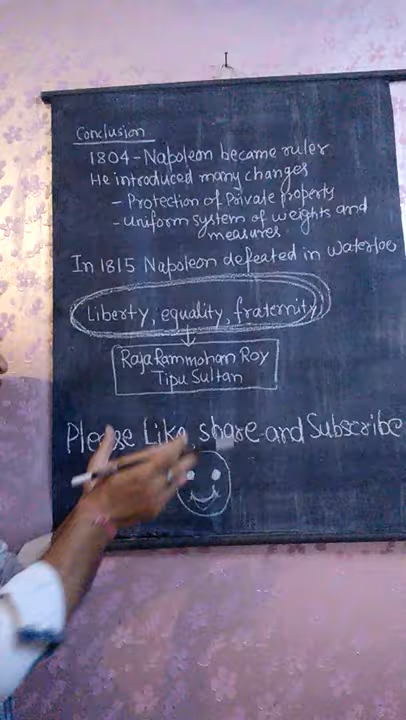 Conclusion
1804-Napoleon became ruler
He introduced many changes
- Protection of Private property
- Uniform system of weights and
measures
In 1815 Napoleon defeated in Waterloo
Liberty, equality, fraternity
Raja Rammoham Roy
Tipu Sultan
Please Like, share and Subscribe